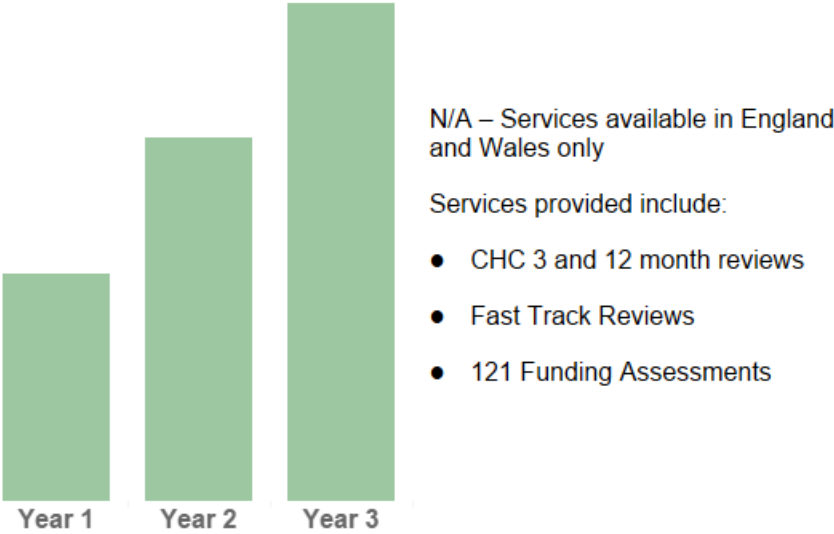 N/A – Services available in England
and Wales only
Services provided include:
● CHC 3 and 12 month reviews
● Fast Track Reviews
● 121 Funding Assessments
Year 1 Year 2 Year 3